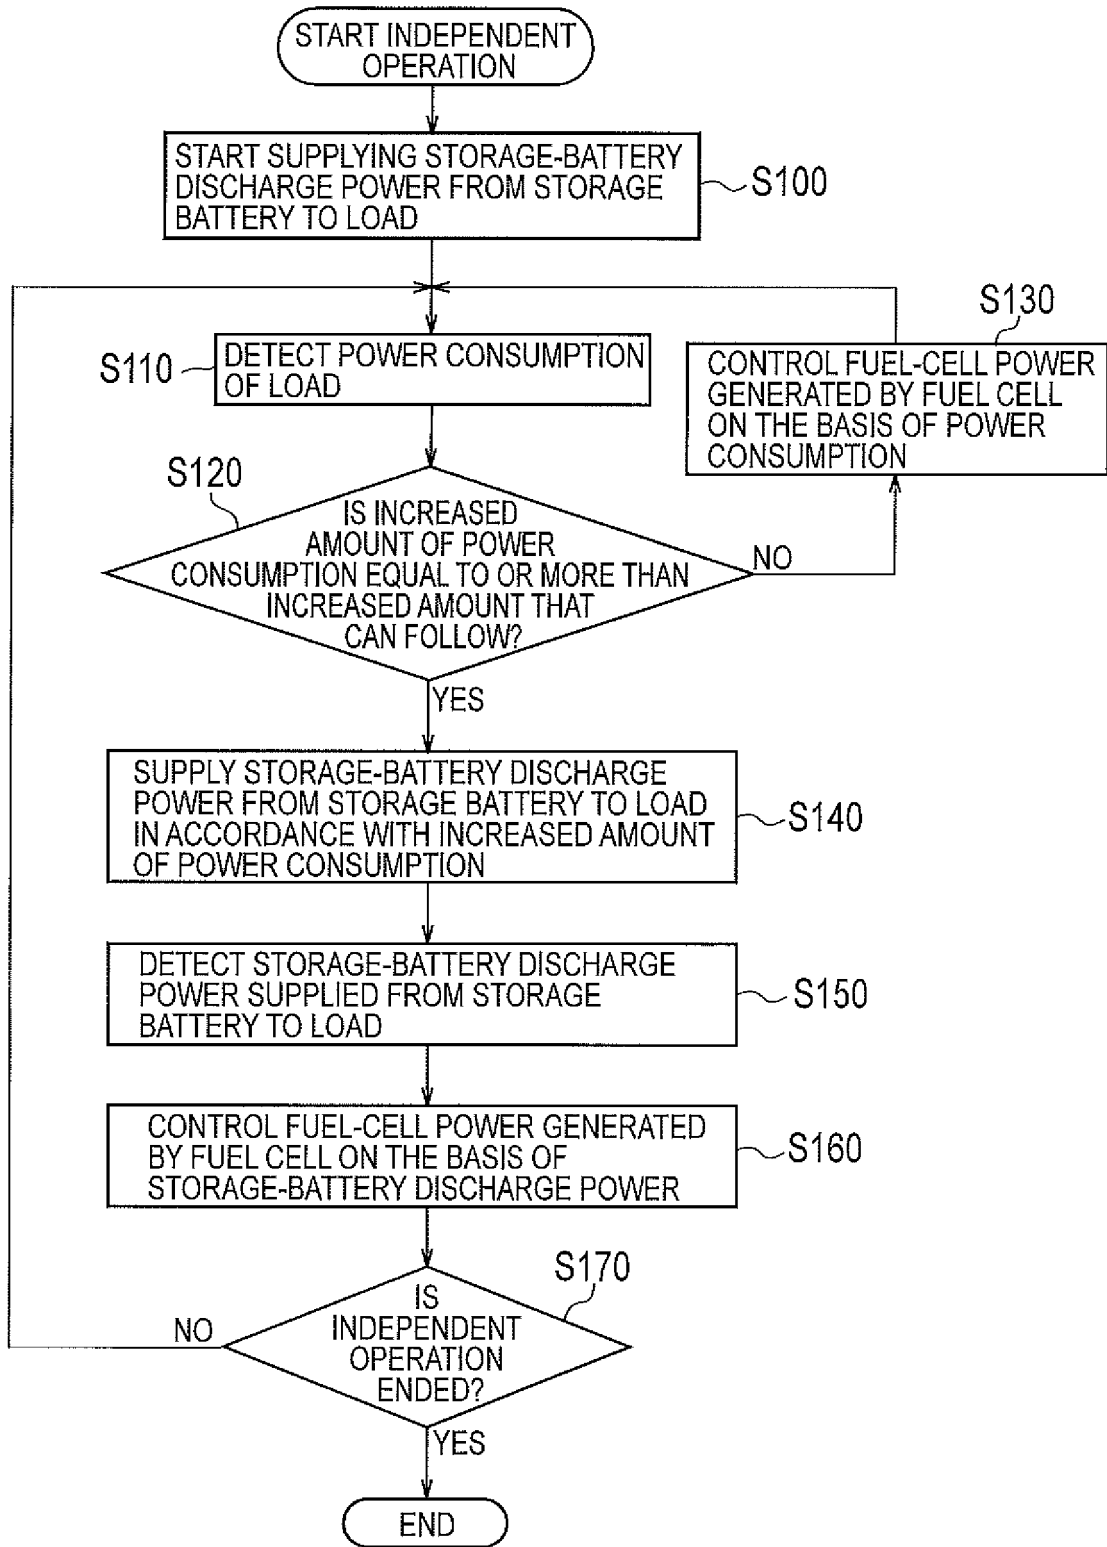 START INDEPENDENT
OPERATION
START SUPPLYING STORAGE-BATTERY
DISCHARGE POWER FROM STORAGE
BATTERY TO LOAD
S100
S110
DETECT POWER CONSUMPTION
OF LOAD
S130
CONTROL FUEL-CELL POWER
GENERATED BY FUEL CELL
ON THE BASIS OF POWER
CONSUMPTION
S120
IS INCREASED
AMOUNT OF POWER
CONSUMPTION EQUAL TO OR MORE THAN
INCREASED AMOUNT THAT
CAN FOLLOW?
NO
YES
SUPPLY STORAGE-BATTERY DISCHARGE
POWER FROM STORAGE BATTERY TO LOAD
IN ACCORDANCE WITH INCREASED AMOUNT
OF POWER CONSUMPTION
S140
DETECT STORAGE-BATTERY DISCHARGE
POWER SUPPLIED FROM STORAGE
BATTERY TO LOAD
S150
CONTROL FUEL-CELL POWER GENERATED
BY FUEL CELL ON THE BASIS OF
STORAGE-BATTERY DISCHARGE POWER
S160
S170
IS
INDEPENDENT
OPERATION
ENDED?
NO
YES
END